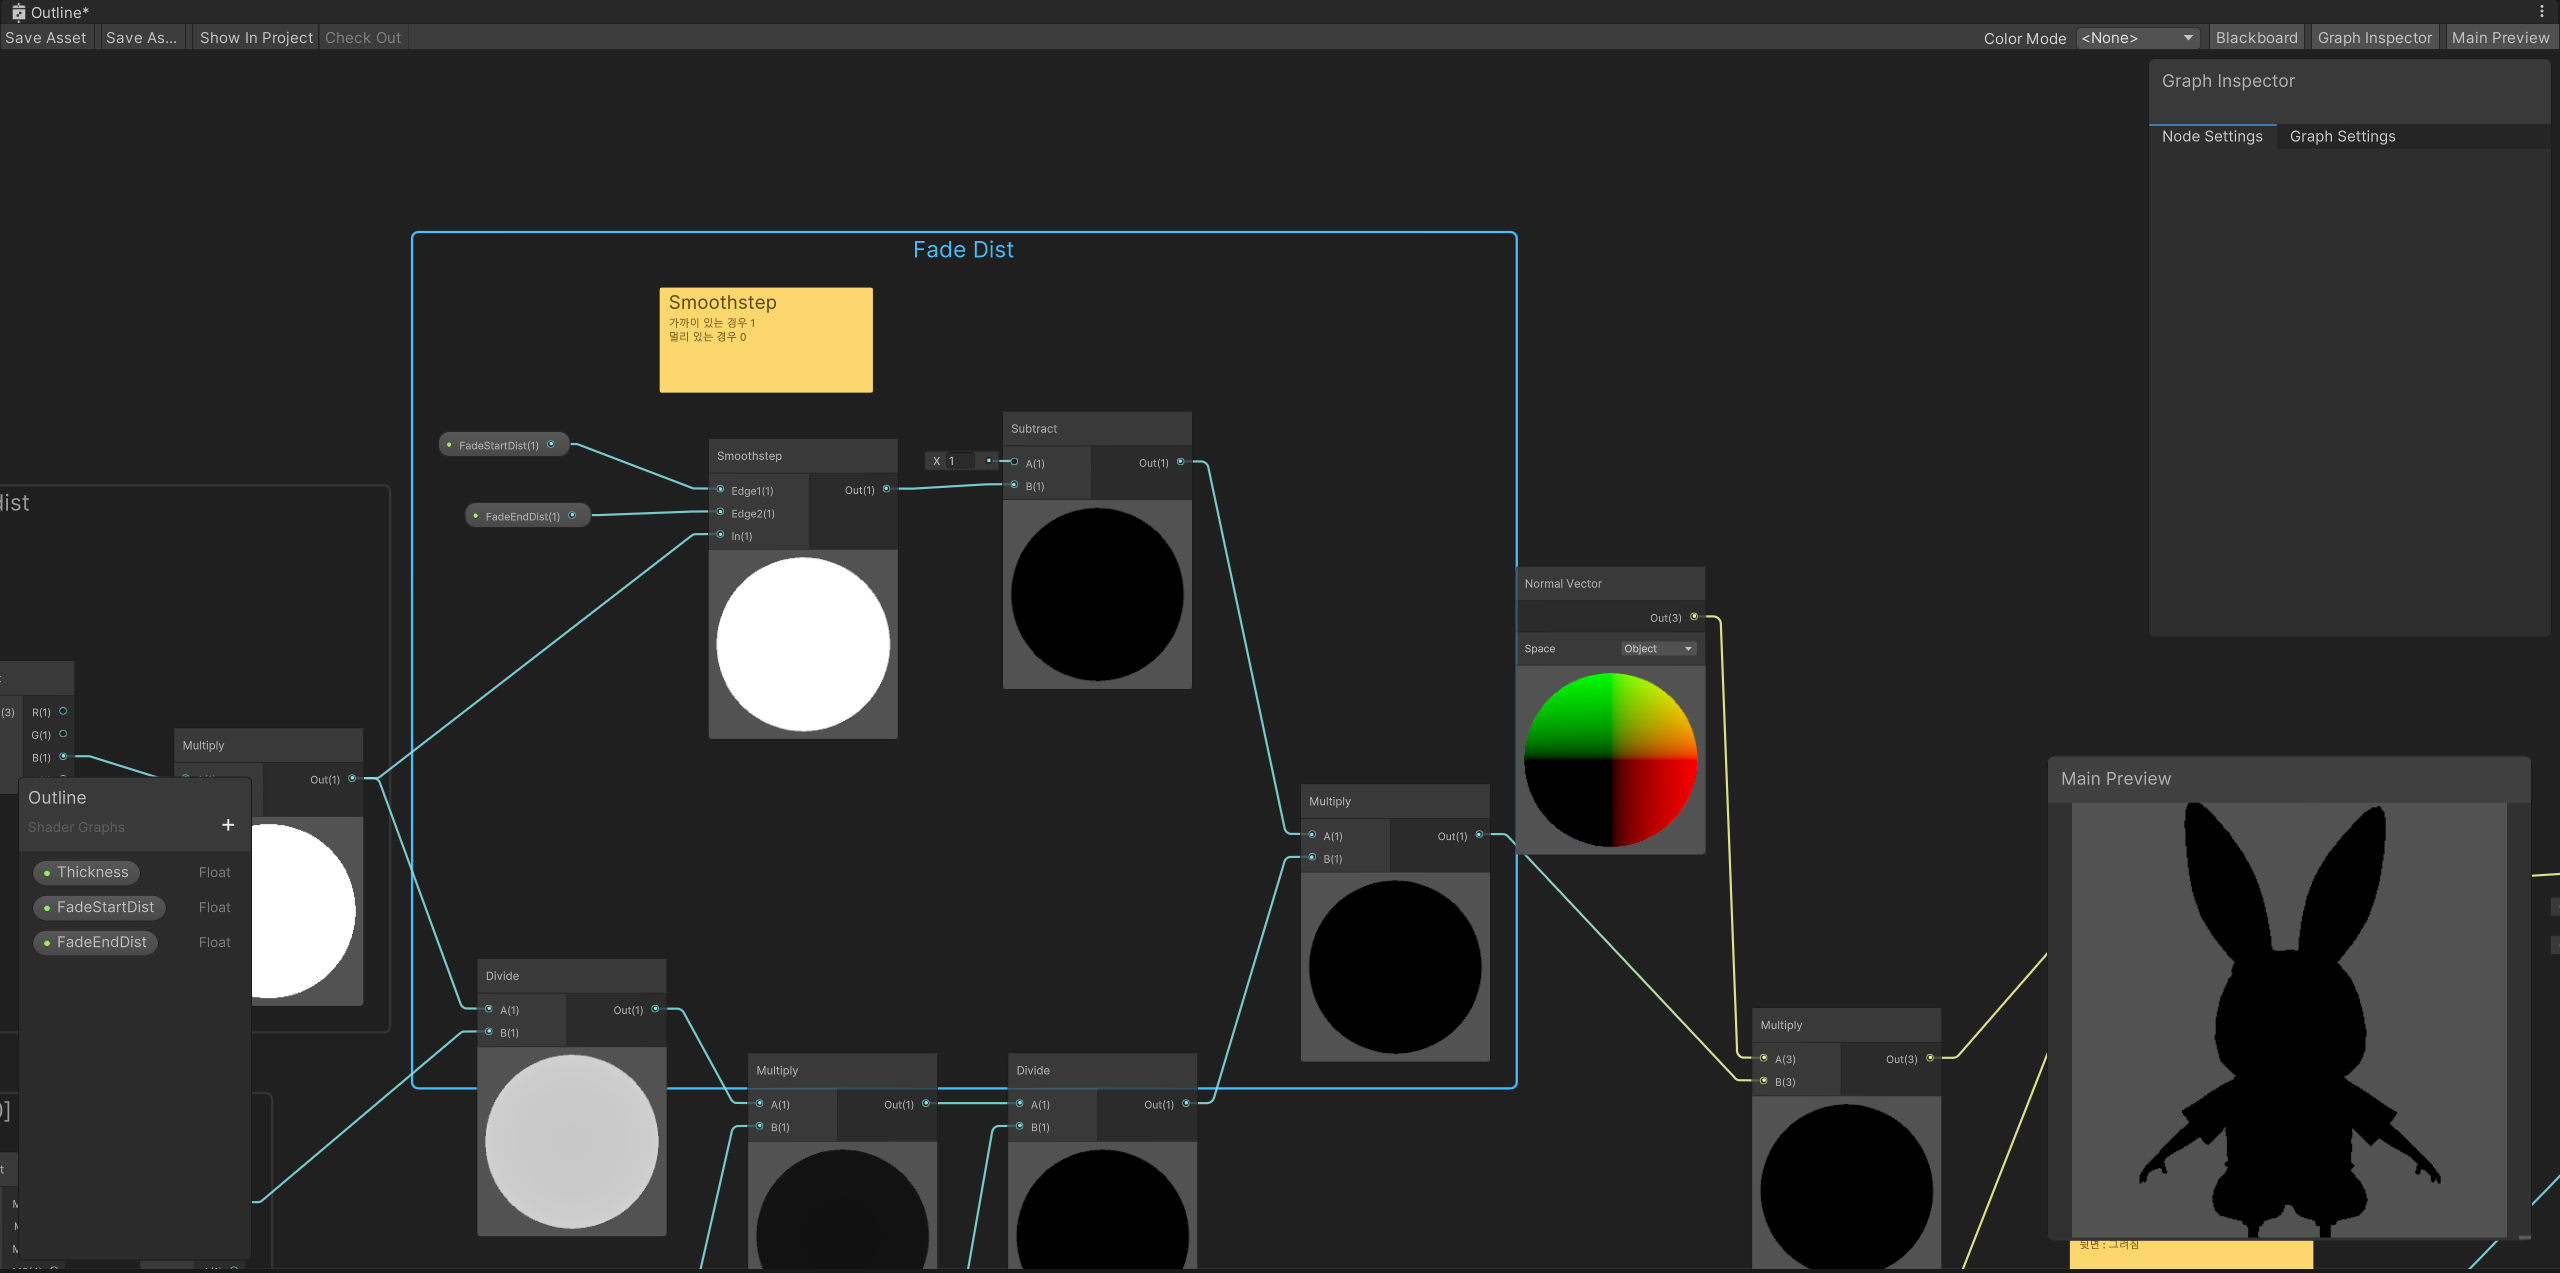 Outline*
Save Asset
Save As...
Show In Project
Check Out
Color Mode
<None>
Blackboard
Graph Inspector
Main Preview
Graph Inspector
Node Settings
Graph Settings
Fade Dist
Smoothstep
가까이 있는 경우 1
멀리 있는 경우 0
FadeStartDist(1)
FadeEndDist(1)
Smoothstep
Edge1(1)
Edge2(1)
In(1)
Out(1)
X 1
Subtract
A(1)
B(1)
Out(1)
Normal Vector
Out(3)
Space
Object
(3)
R(1)
G(1)
B(1)
Multiply
Out(1)
Outline
Shader Graphs
+
Thickness Float
FadeStartDist Float
FadeEndDist Float
Multiply
A(1)
B(1)
Out(1)
Divide
A(1)
B(1)
Out(1)
Multiply
A(1)
B(1)
Out(1)
Divide
A(1)
B(1)
Out(1)
Multiply
A(3)
B(3)
Out(3)
Main Preview
뒷면 : 그려짐